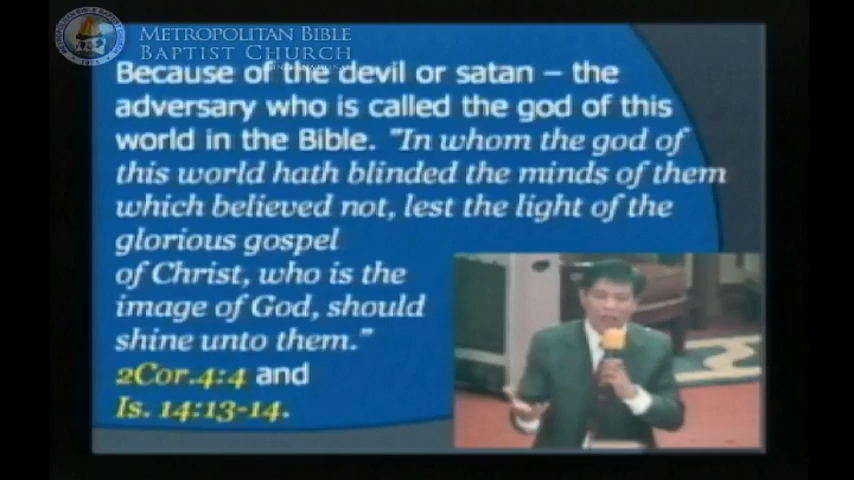 METROPOLITAN BIBLE
BAPTIST CHURCH
Because of the devil or satan – the
adversary who is called the god of this
world in the Bible. "In whom the god of
this world hath blinded the minds of them
which believed not, lest the light of the
glorious gospel
of Christ, who is the
image of God, should
shine unto them."
2Cor.4:4 and
Is. 14:13-14.